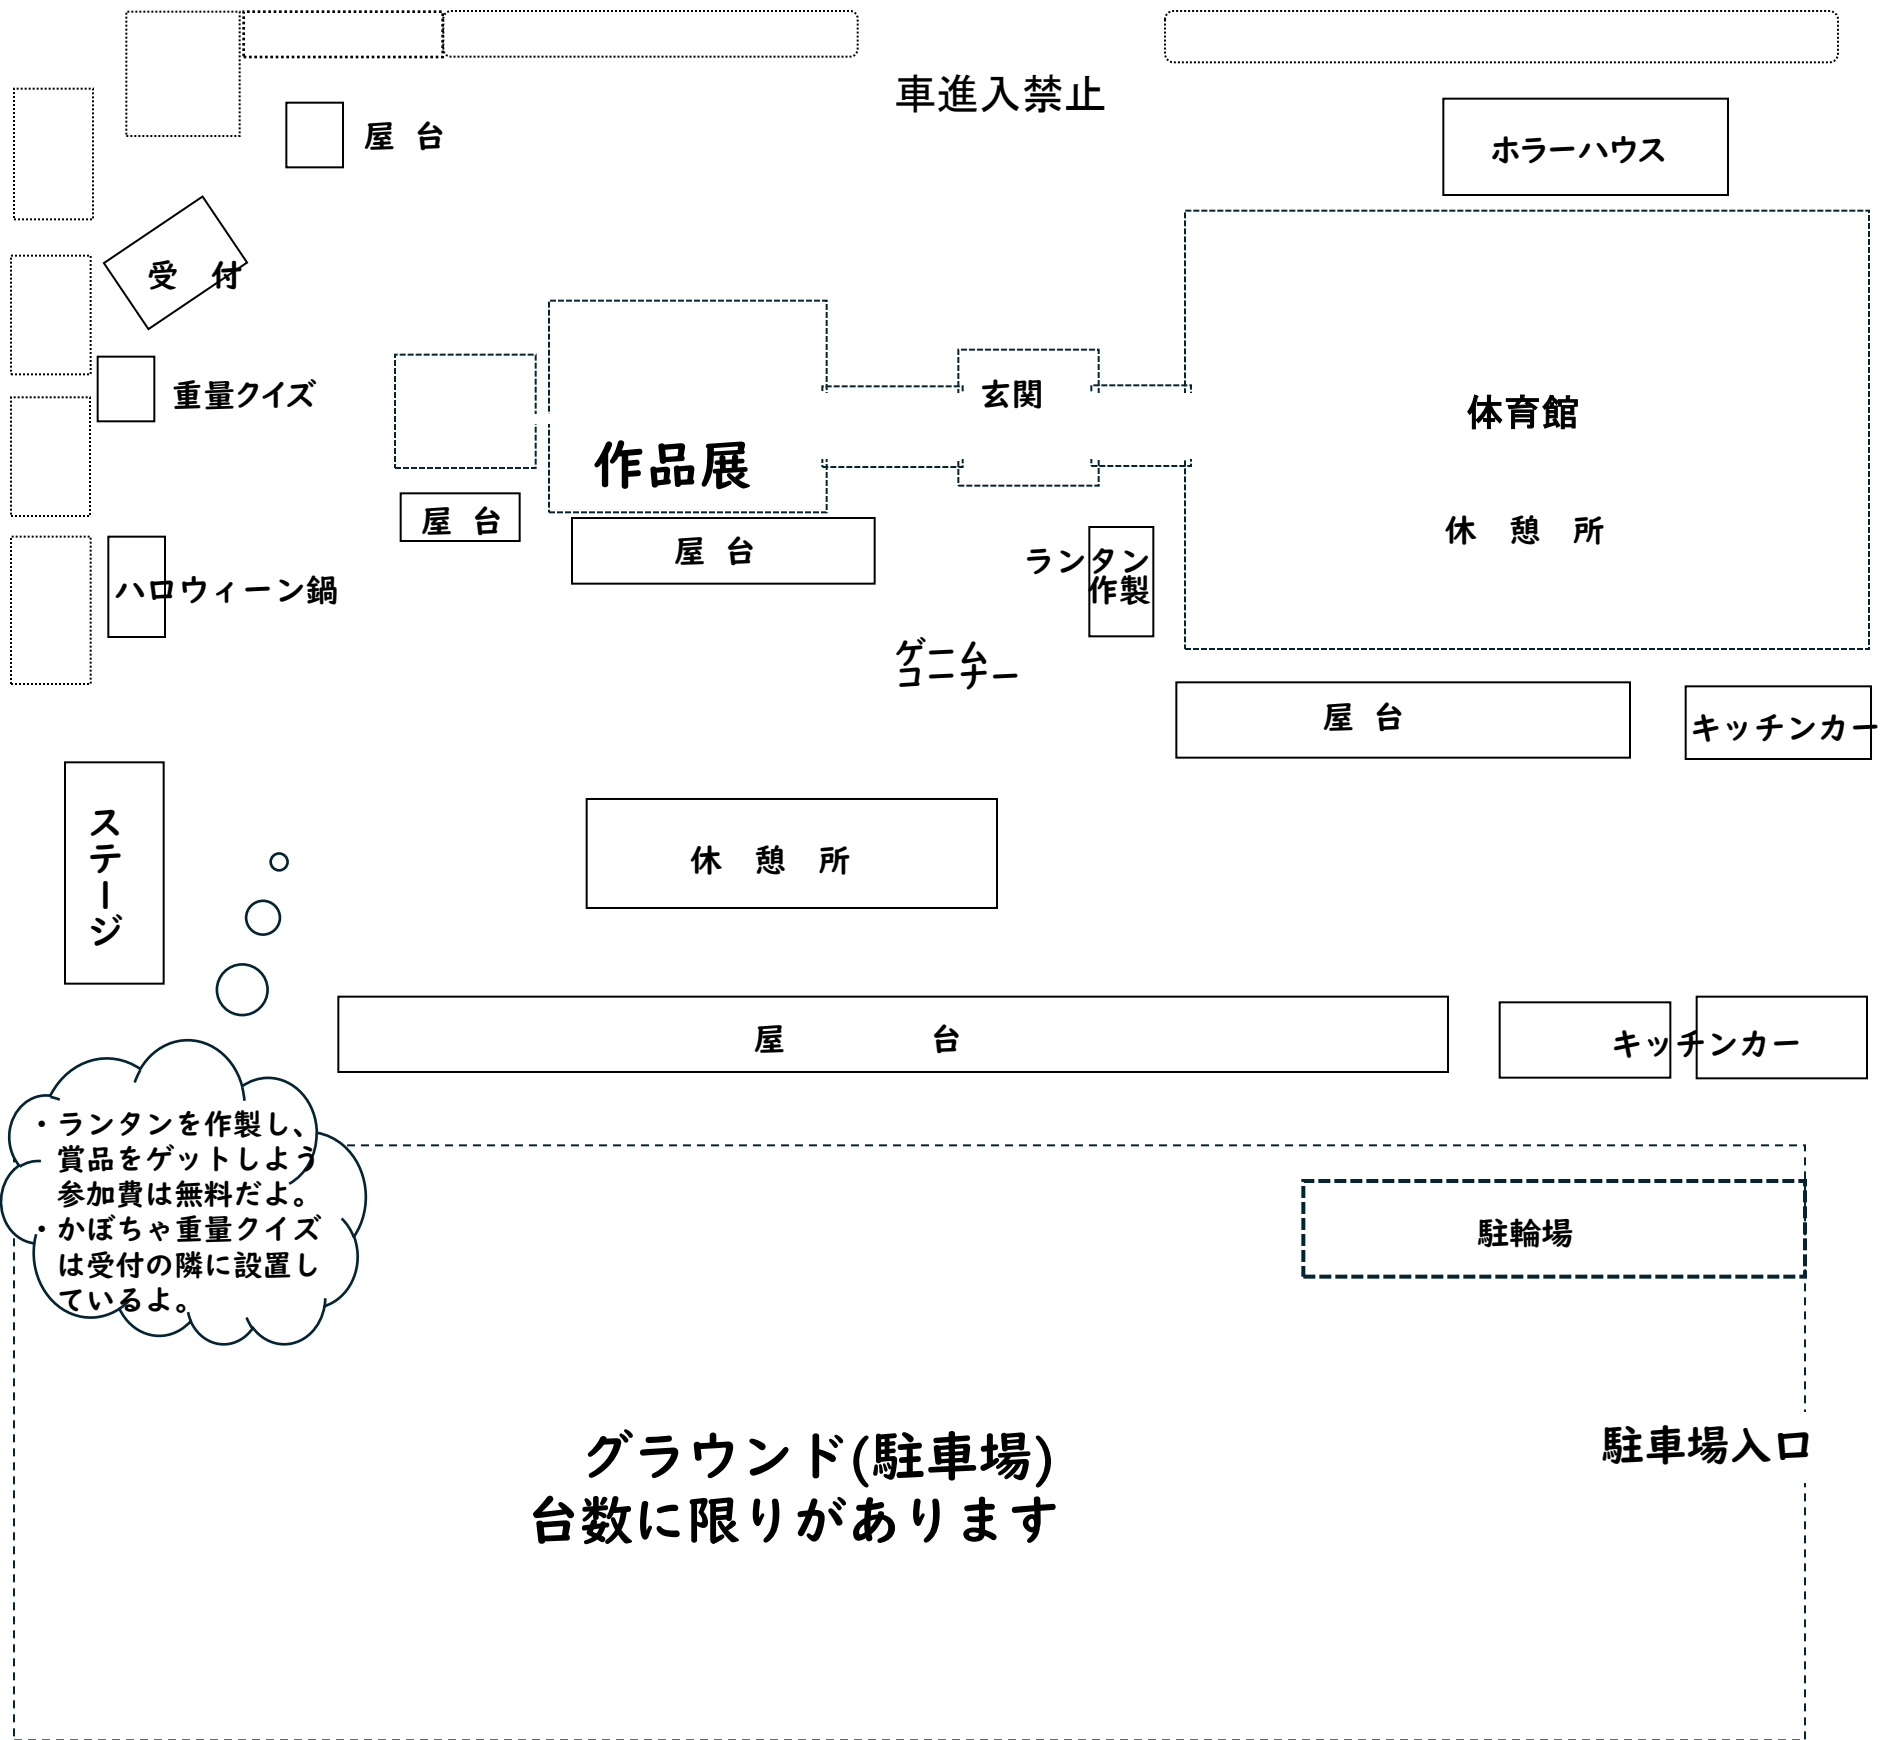 車進入禁止
屋 台
ホラーハウス
受 付
重量クイズ
玄関
体育館
作品展
休 憩 所
屋 台
屋 台
ランタン
作製
ハロウィーン鍋
ゲーム
コーナー
屋 台
キッチンカー
ステージ
休 憩 所
屋 台
キッチンカー
・ランタンを作製し、
賞品をゲットしよう
参加費は無料だよ。
・かぼちゃ重量クイズ
は受付の隣に設置し
ているよ。
駐輪場
グラウンド(駐車場)
台数に限りがあります
駐車場入口